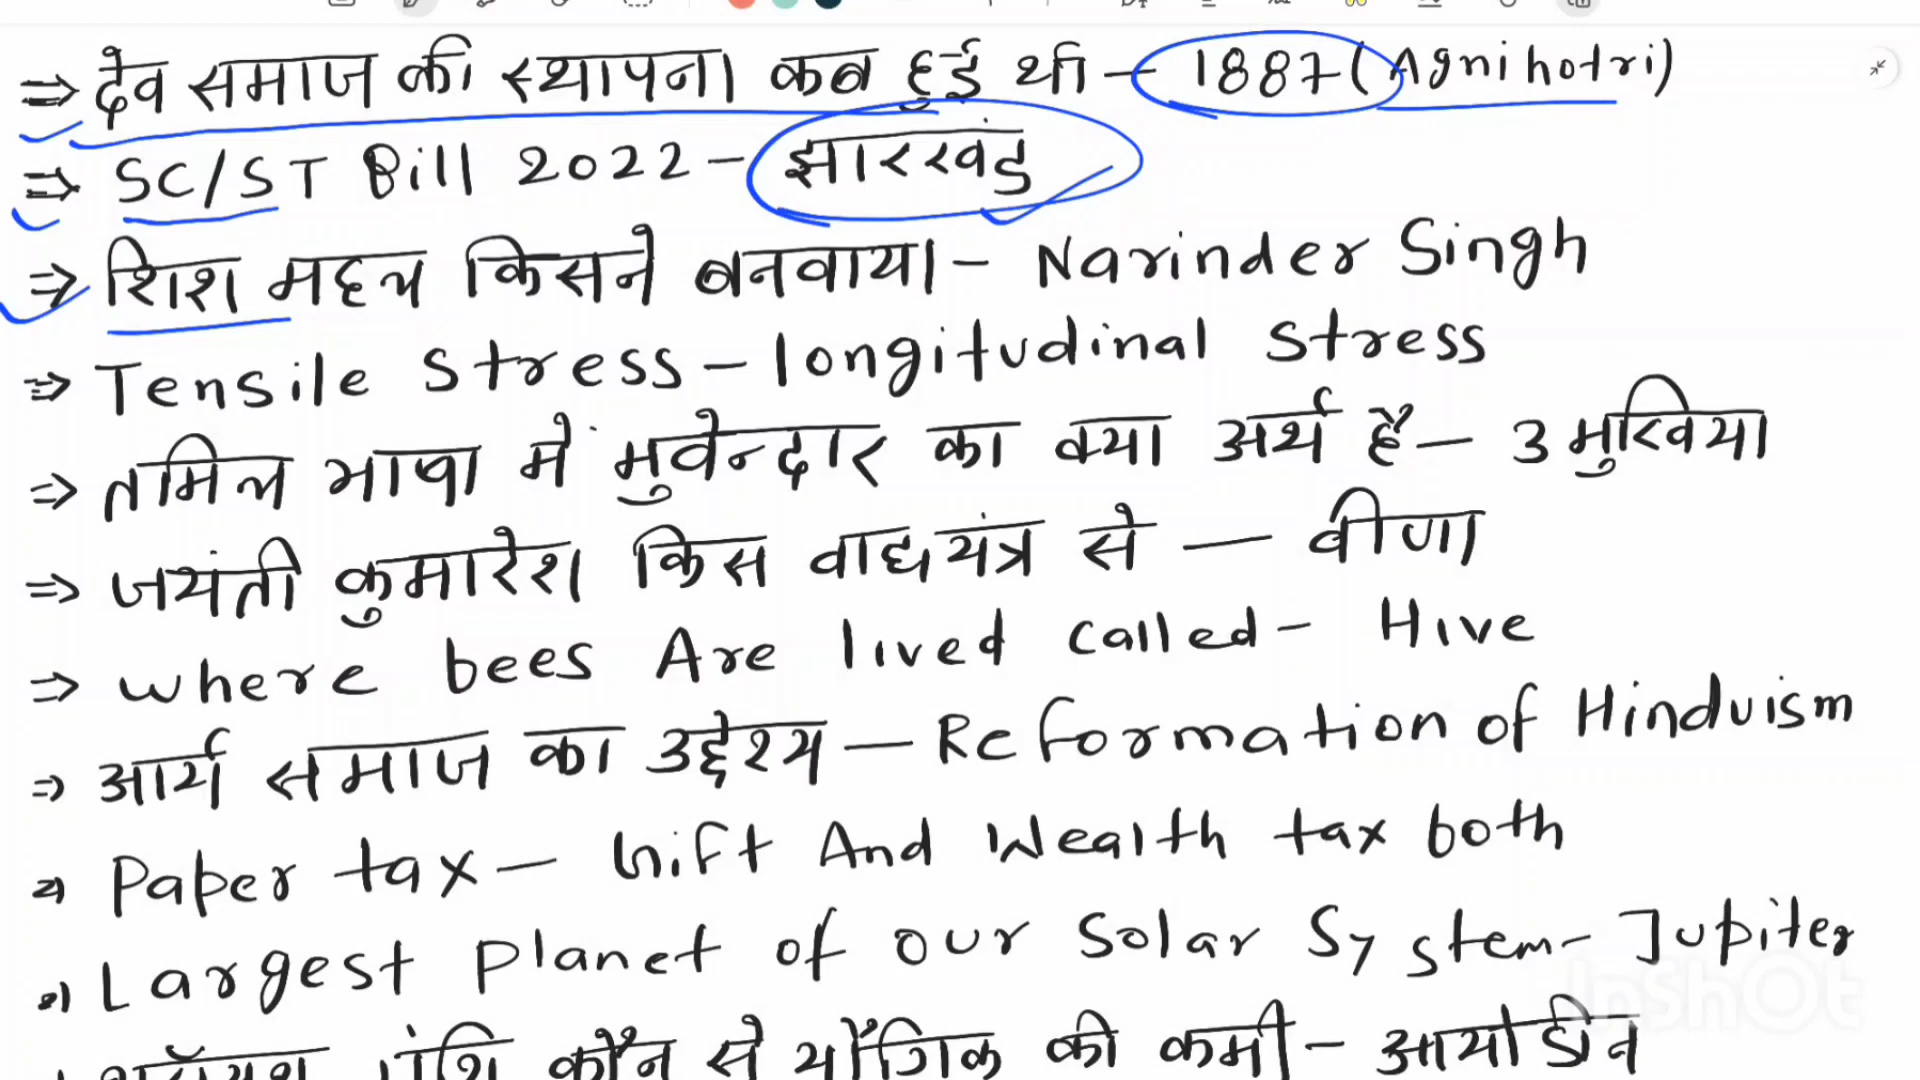 ⇒ देव समाज की स्थापना कब हुई थी – 1887 (Agnihotri)
⇒ SC/ST Bill 2022 – झारखंड
⇒ शिश महल किसने बनवाया – Narinder Singh
⇒ Tensile Stress – longitudinal Stress
⇒ तमिल भाषा में मुवेन्दार का क्या अर्थ है – 3 मुखिया
⇒ जयंती कुमारेश किस वाद्ययंत्र से – वीणा
⇒ where bees Are lived called – Hive
⇒ आर्य समाज का उद्देश्य – Reformation of Hinduism
⇒ Paper tax – Gift And Wealth tax both
⇒ Largest planet of our Solar System – Jupiter
ग्रंथि कौन से यौगिक की कमी – आयोडीन
InShOt